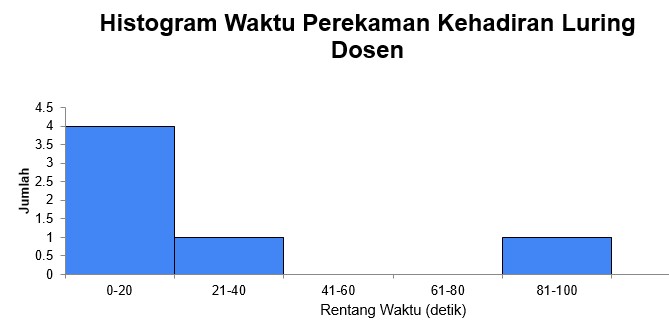 Histogram Waktu Perekaman Kehadiran Luring
Dosen
4.5
4
3.5
3
2.5
2
1.5
1
0.5
0
Jumlah
0-20 21-40 41-60 61-80 81-100
Rentang Waktu (detik)